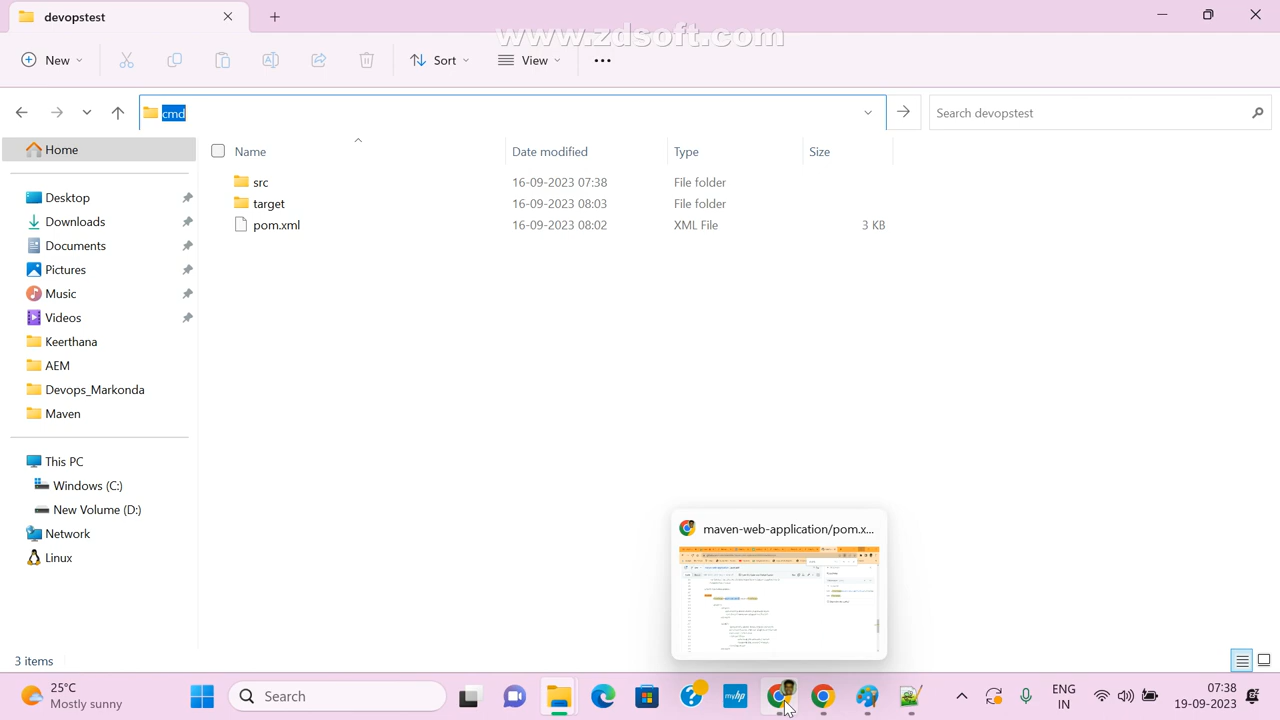 devopstest
www.zdsoft.com
New
Sort
View
cmd
Search devopstest
Home
Name
Date modified
Type
Size
src
16-09-2023 07:38
File folder
target
16-09-2023 08:03
File folder
pom.xml
16-09-2023 08:02
XML File
3 KB
Desktop
Downloads
Documents
Pictures
Music
Videos
Keerthana
AEM
Devops_Markonda
Maven
This PC
Windows (C:)
New Volume (D:)
Network
Linux
maven-web-application/pom.x...
3 items
25°C
Mostly sunny
Search
myhp
ENG
IN
07:38
19-09-2023